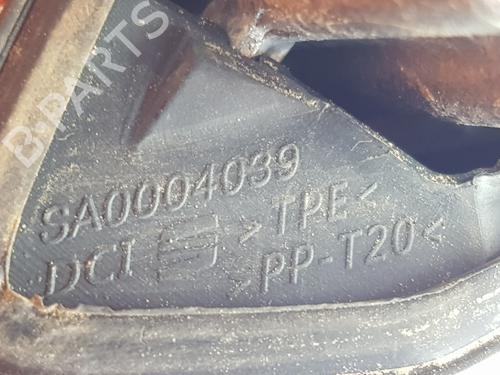 B-PARTS
SA0004039
DCI >TPE<
>PP-T20<